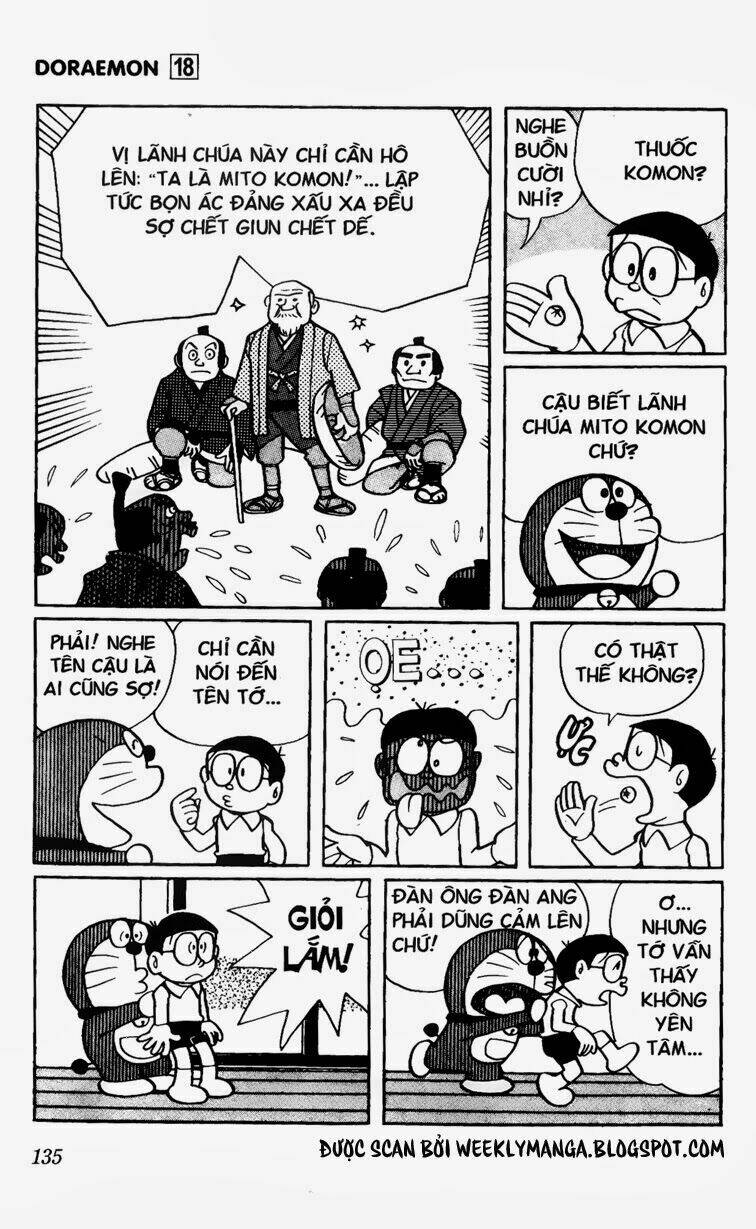 DORAEMON 18
THUỐC
KOMON?
NGHE
BUỒN
CƯỜI
NHỈ?
CẬU BIẾT LÃNH
CHÚA MITO KOMON
CHỨ?
VỊ LÃNH CHÚA NÀY CHỈ CẦN HÔ
LÊN: "TA LÀ MITO KOMON!"... LẬP
TỨC BỌN ÁC ĐẢNG XẤU XA ĐỀU
SỢ CHẾT GIUN CHẾT DẾ.
CÓ THẬT
THẾ KHÔNG?
ỰC
ỌE...
CHỈ CẦN
NÓI ĐẾN
TÊN TỚ...
PHẢI! NGHE
TÊN CẬU LÀ
AI CŨNG SỢ!
Ơ...
NHƯNG
TỚ VẪN
THẤY
KHÔNG
YÊN
TÂM...
ĐÀN ÔNG ĐÀN ANG
PHẢI DŨNG CẢM LÊN
CHỨ!
GIỎI
LẮM!
135
ĐƯỢC SCAN BỞI WEEKLYMANGA.BLOGSPOT.COM